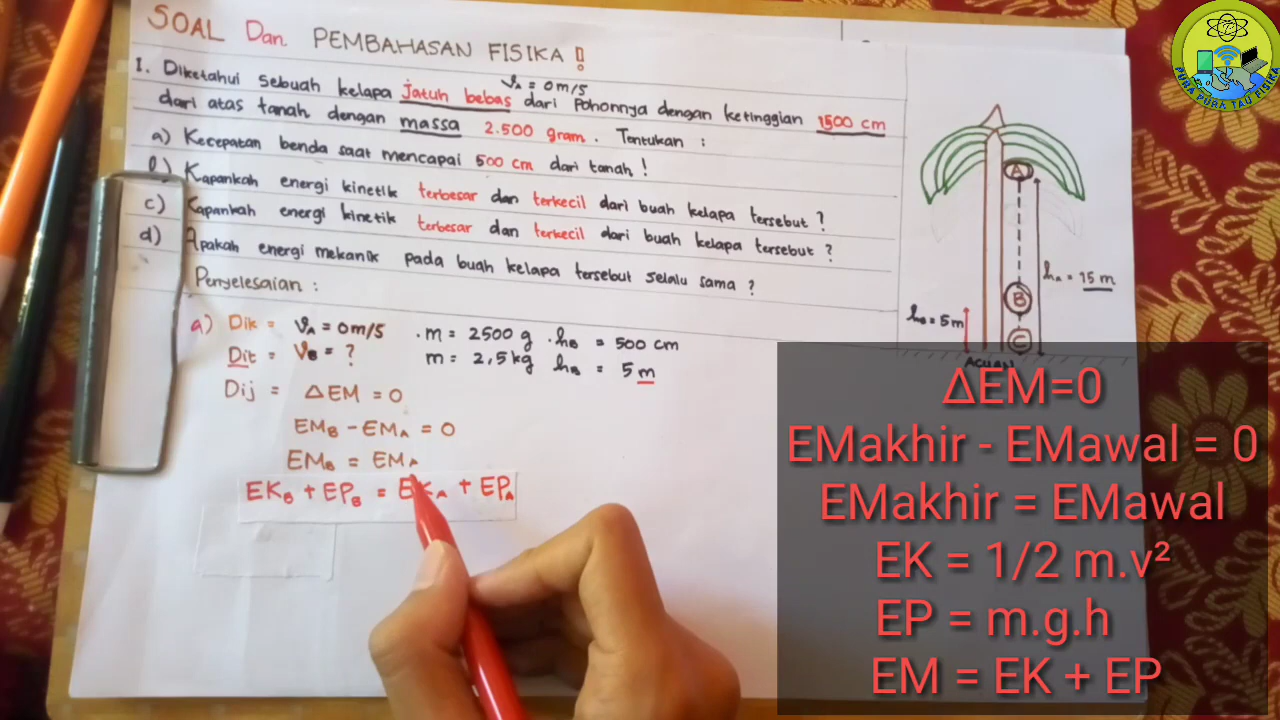 SOAL Dan PEMBAHASAN FISIKA !!
1. Diketahui sebuah kelapa jatuh bebas dari Pohonnya dengan ketinggian 1500 cm
VA = 0 m/s
dari atas tanah dengan massa 2.500 gram. Tentukan :
a) Kecepatan benda saat mencapai 500 cm dari tanah !
b) Kapankah energi kinetik terbesar dan terkecil dari buah kelapa tersebut ?
c) Kapankah energi kinetik terbesar dan terkecil dari buah kelapa tersebut ?
d) Apakah energi mekanik pada buah kelapa tersebut selalu sama ?
Penyelesaian :
a) Dik = VA = 0 m/s . m = 2500 g . hB = 500 cm
m = 2,5 kg hB = 5 m
Dit = VB = ?
Dij = ΔEM = 0
EMB - EMA = 0
EMB = EMA
EKB + EPB = EKA + EPA
A
B
C
hA = 15 m
hB = 5m
ACUAN
ΔEM=0
EMakhir - EMawal = 0
EMakhir = EMawal
EK = 1/2 m.v²
EP = m.g.h
EM = EK + EP
PURA PURA TAU FISIKA